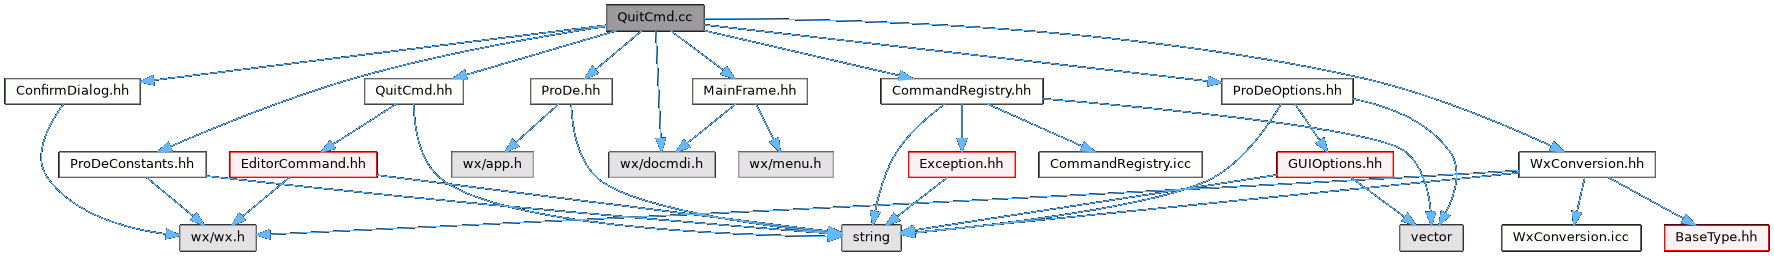 QuitCmd.cc
ConfirmDialog.hh
QuitCmd.hh
ProDe.hh
MainFrame.hh
CommandRegistry.hh
ProDeOptions.hh
ProDeConstants.hh
EditorCommand.hh
wx/app.h
wx/docmdi.h
wx/menu.h
Exception.hh
CommandRegistry.icc
GUIOptions.hh
WxConversion.hh
wx/wx.h
string
vector
WxConversion.icc
BaseType.hh